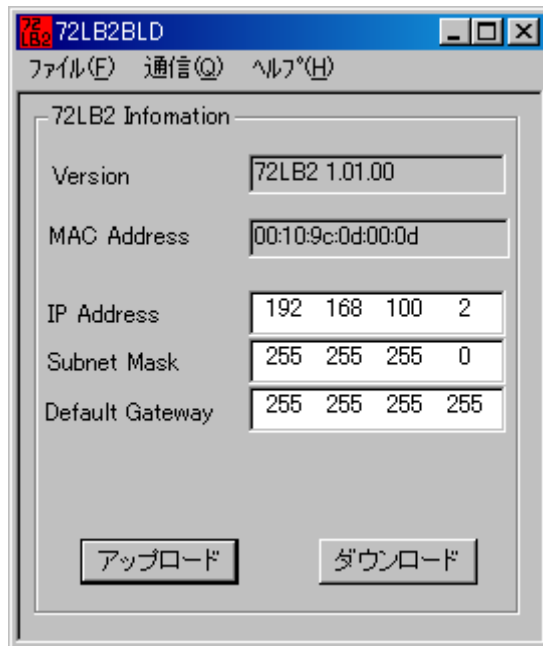 72
LB2 72LB2BLD
ﾌｧｲﾙ(F) 通信(Q) ﾍﾙﾌﾟ(H)
72LB2 Infomation
Version 72LB2 1.01.00
MAC Address 00:10:9c:0d:00:0d
IP Address 192 168 100 2
Subnet Mask 255 255 255 0
Default Gateway 255 255 255 255
アップロード ダウンロード